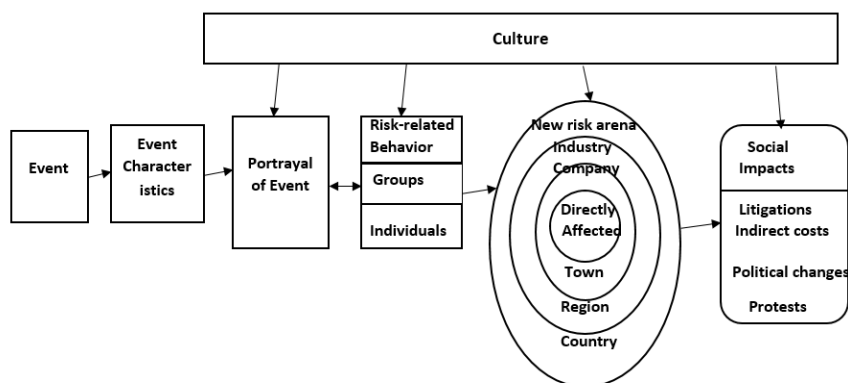 Culture
Event
Event
Character
istics
Portrayal
of Event
Risk-related
Behavior
Groups
Individuals
New risk arena
Industry
Company
Directly
Affected
Town
Region
Country
Social
Impacts
Litigations
Indirect costs
Political changes
Protests